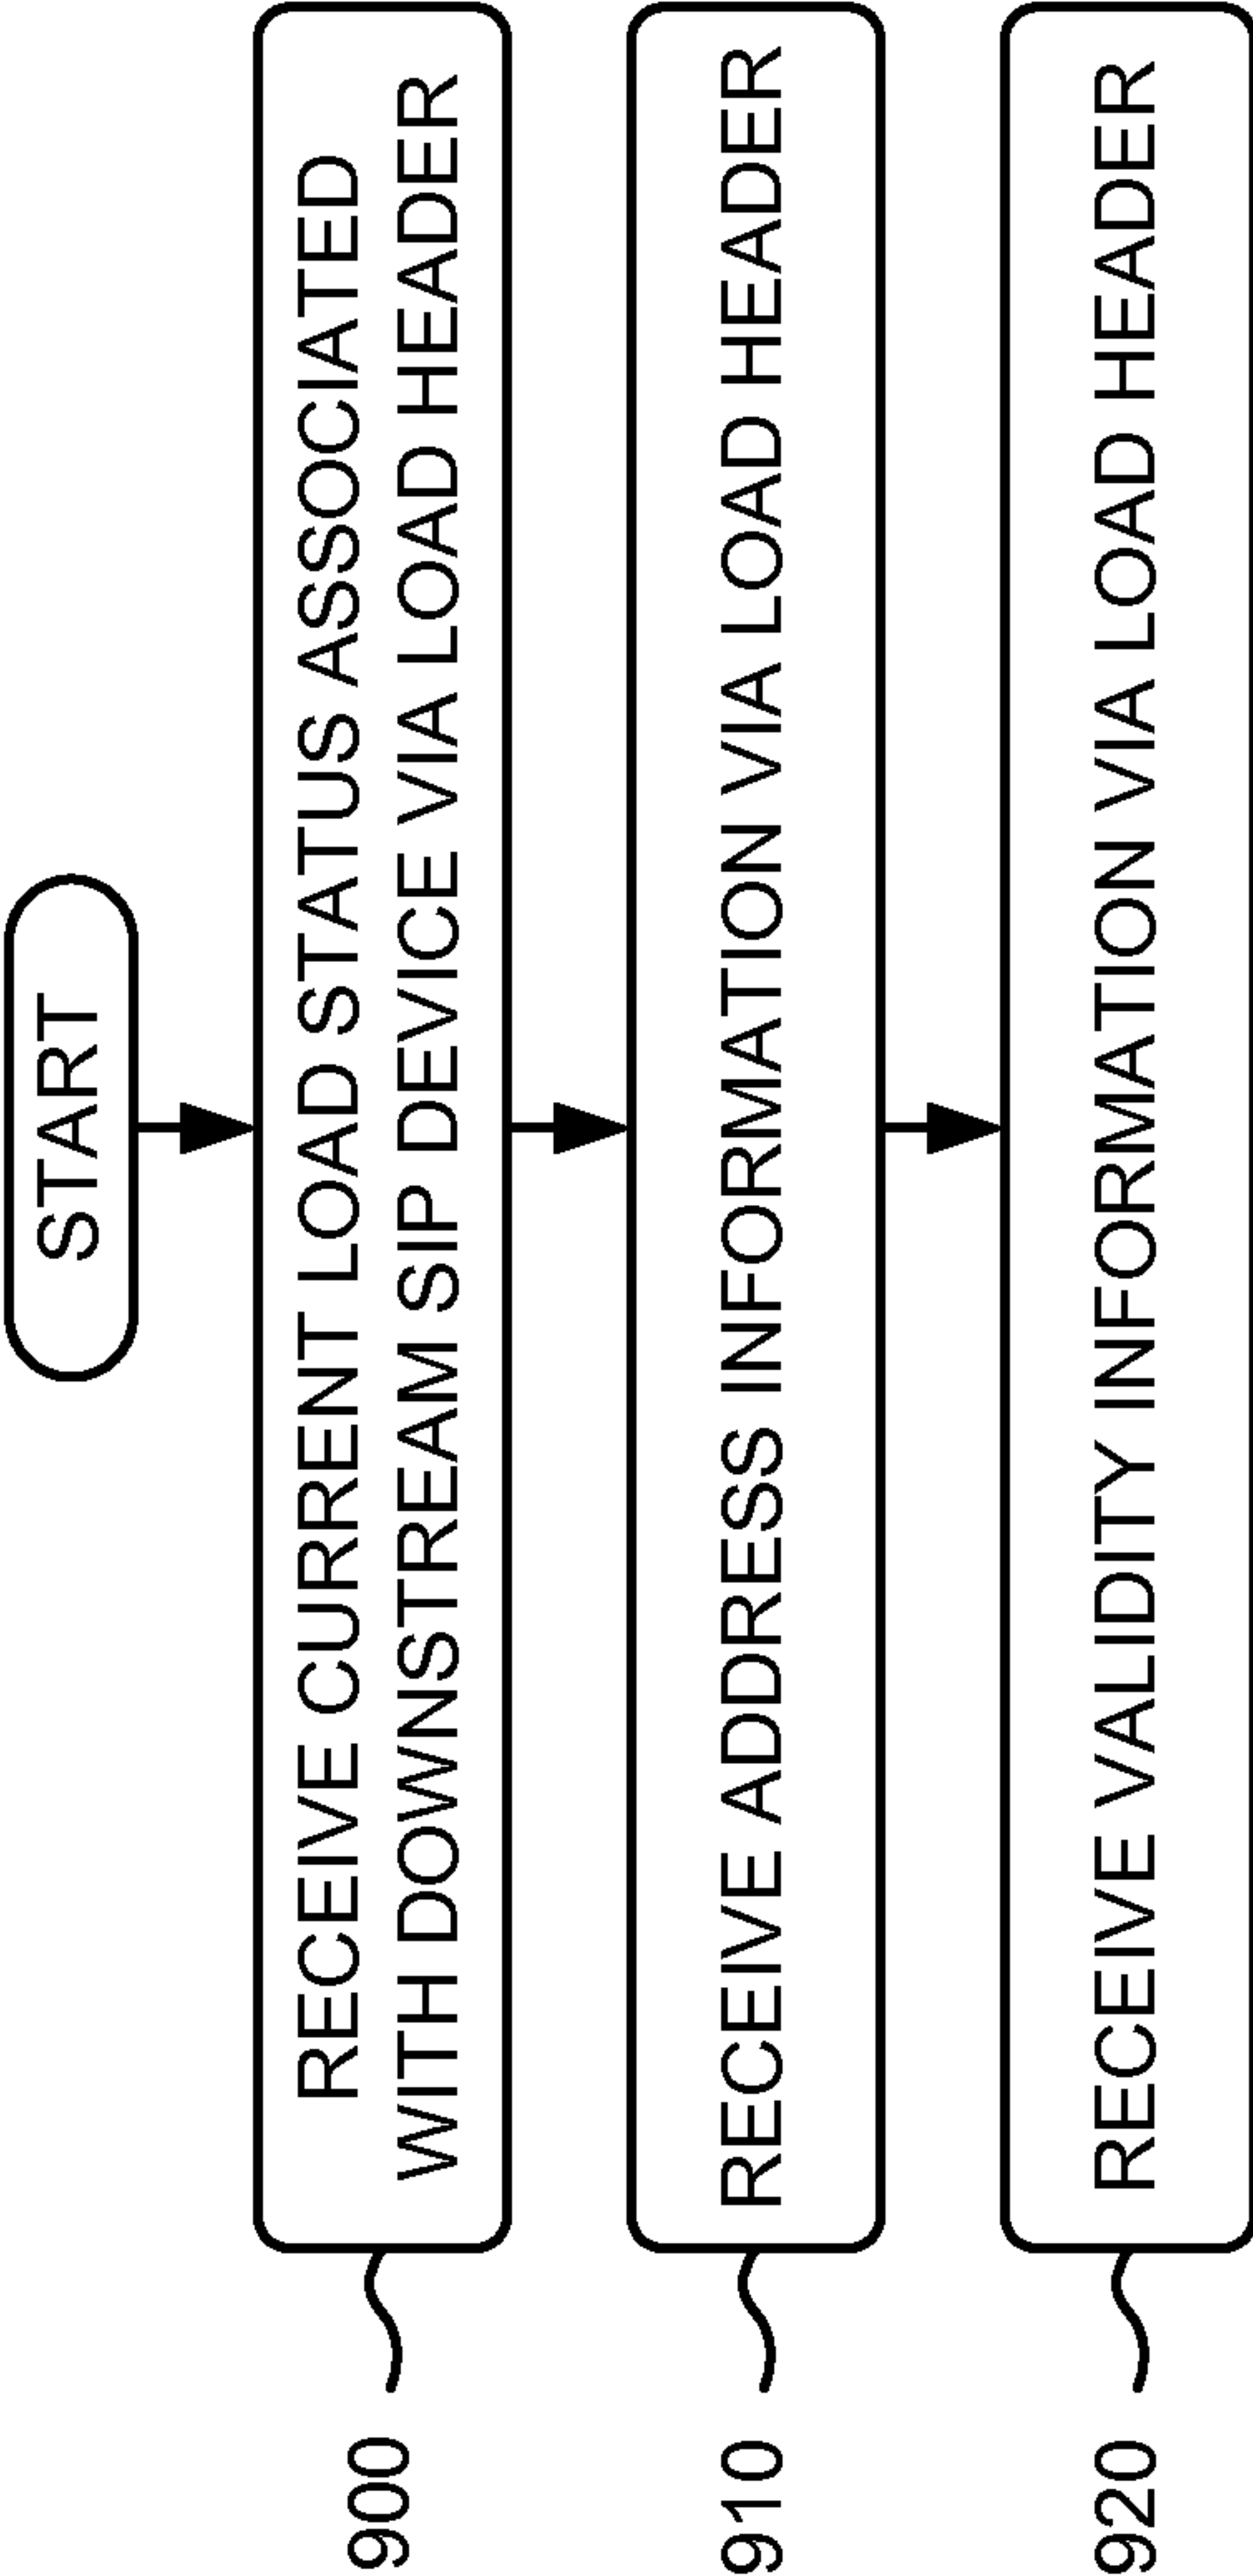 START
900
RECEIVE CURRENT LOAD STATUS ASSOCIATED
WITH DOWNSTREAM SIP DEVICE VIA LOAD HEADER
910
RECEIVE ADDRESS INFORMATION VIA LOAD HEADER
920
RECEIVE VALIDITY INFORMATION VIA LOAD HEADER